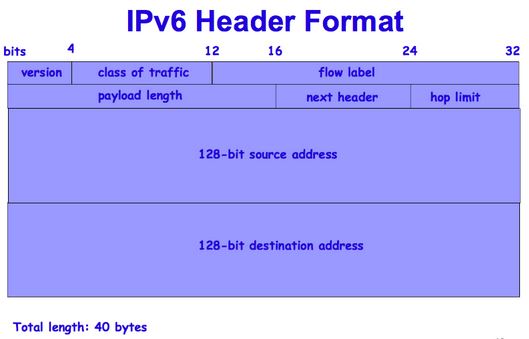 IPv6 Header Format
bits 4 12 16 24 32
version class of traffic flow label
payload length next header hop limit
128-bit source address
128-bit destination address
Total length: 40 bytes